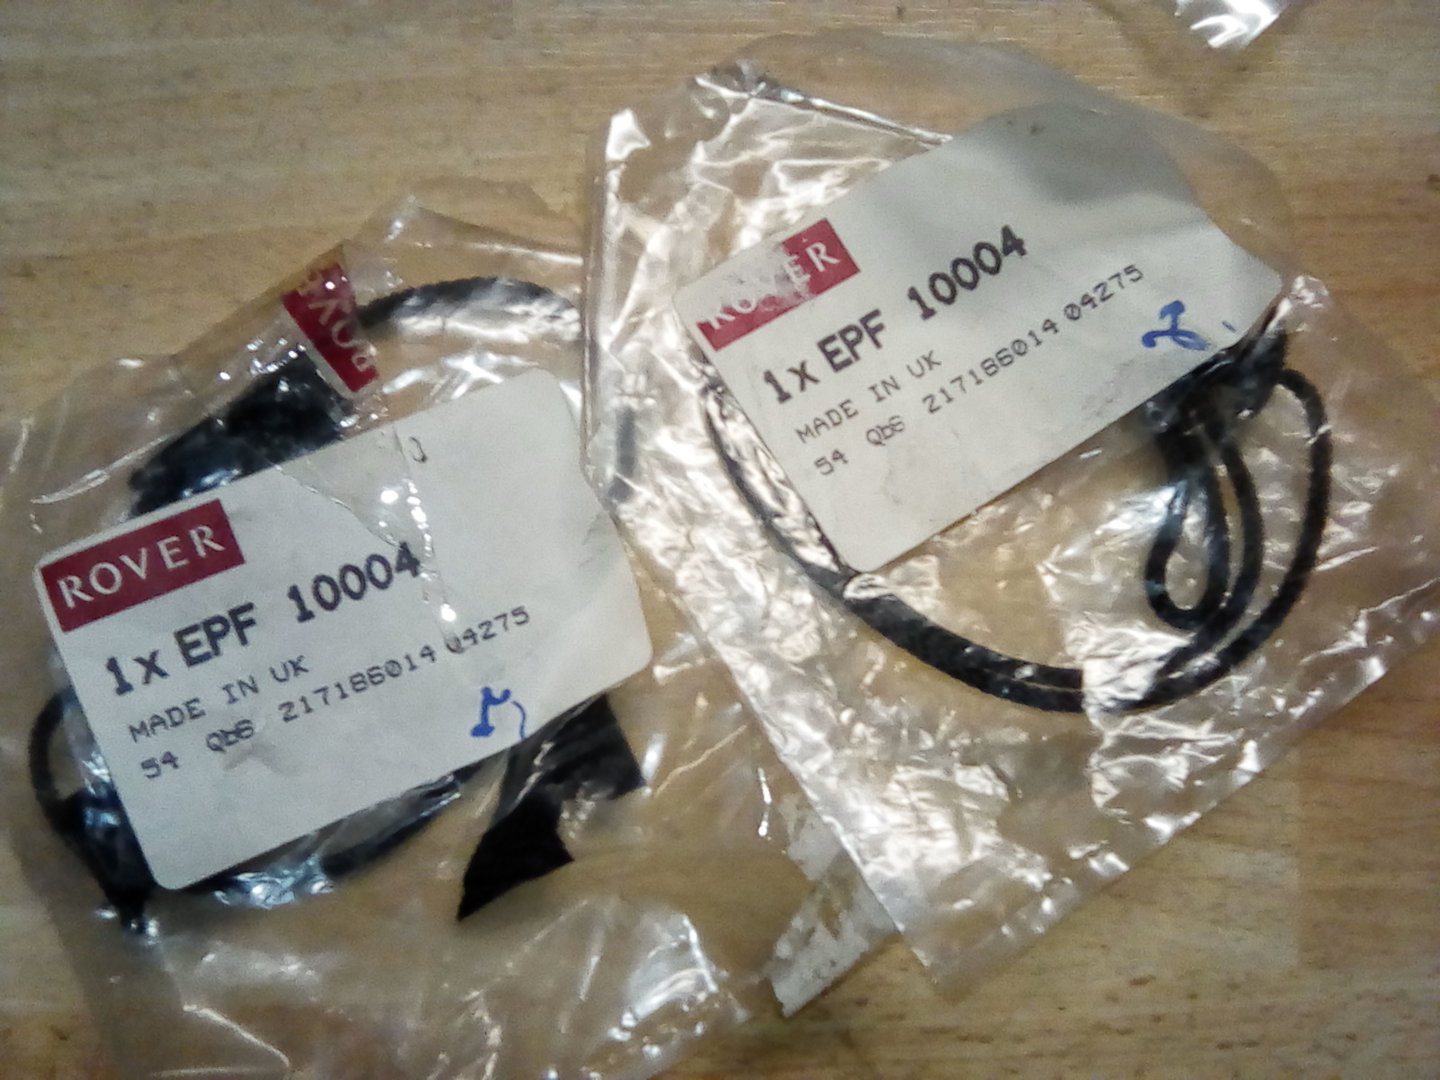 ROVER
ROVER
1x EPF 10004
MADE IN UK
54 QbS 217186014 04275
ROVER
1x EPF 10004
MADE IN UK
54 QbS 217186014 04275